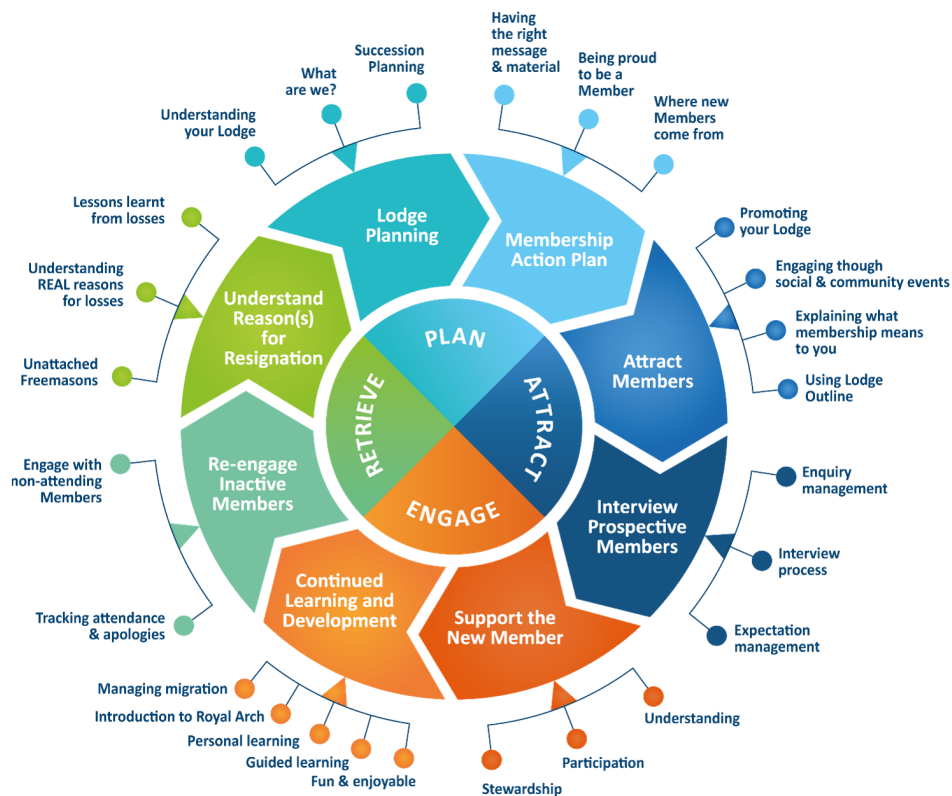 Having
the right
message
& material
Being proud
to be a
Member
Where new
Members
come from
Succession
Planning
What
are we?
Understanding
your Lodge
Lodge
Planning
Membership
Action Plan
Promoting
your Lodge
Engaging though
social & community events
Explaining what
membership means
to you
Using Lodge
Outline
Attract
Members
Enquiry
management
Interview
process
Expectation
management
Interview
Prospective
Members
Support the
New Member
Understanding
Participation
Stewardship
Continued
Learning and
Development
Managing migration
Introduction to Royal Arch
Personal learning
Guided learning
Fun & enjoyable
Re-engage
Inactive
Members
Engage with
non-attending
Members
Tracking attendance
& apologies
Understand
Reason(s)
for
Resignation
Lessons learnt
from losses
Understanding
REAL reasons
for losses
Unattached
Freemasons
PLAN
ATTRACT
ENGAGE
RETRIEVE